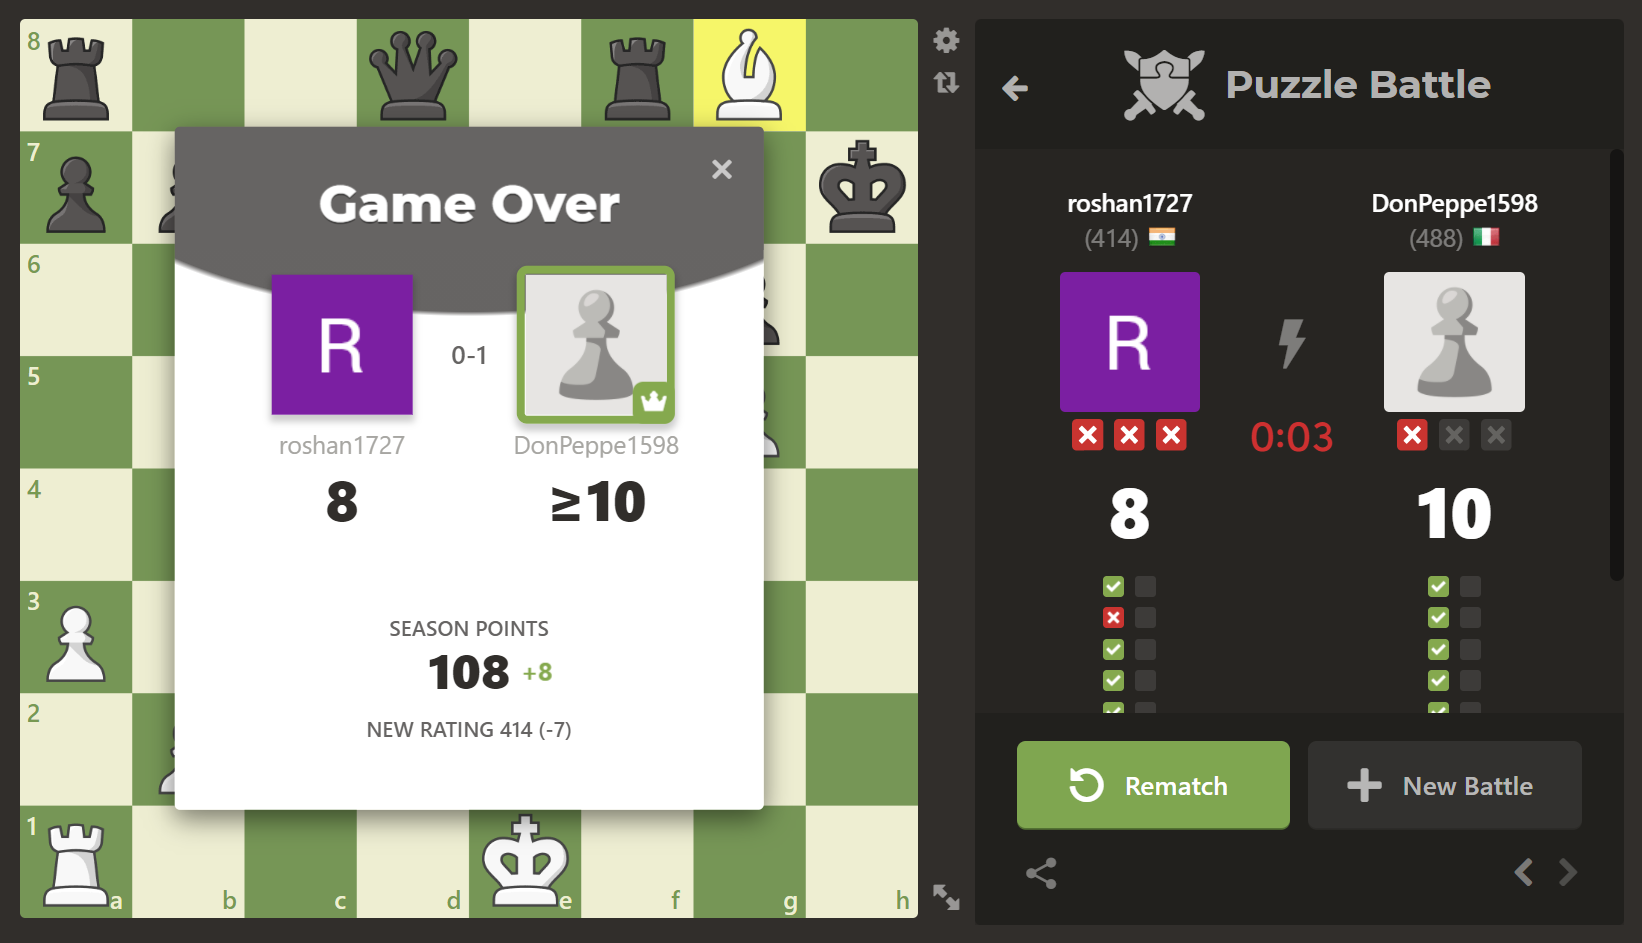 8
7
6
5
4
3
2
1
a b c d e f g h
Game Over
R
0-1
roshan1727
DonPeppe1598
8
≥10
SEASON POINTS
108 +8
NEW RATING 414 (-7)
Puzzle Battle
roshan1727
(414)
DonPeppe1598
(488)
R
0:03
8
10
Rematch
New Battle